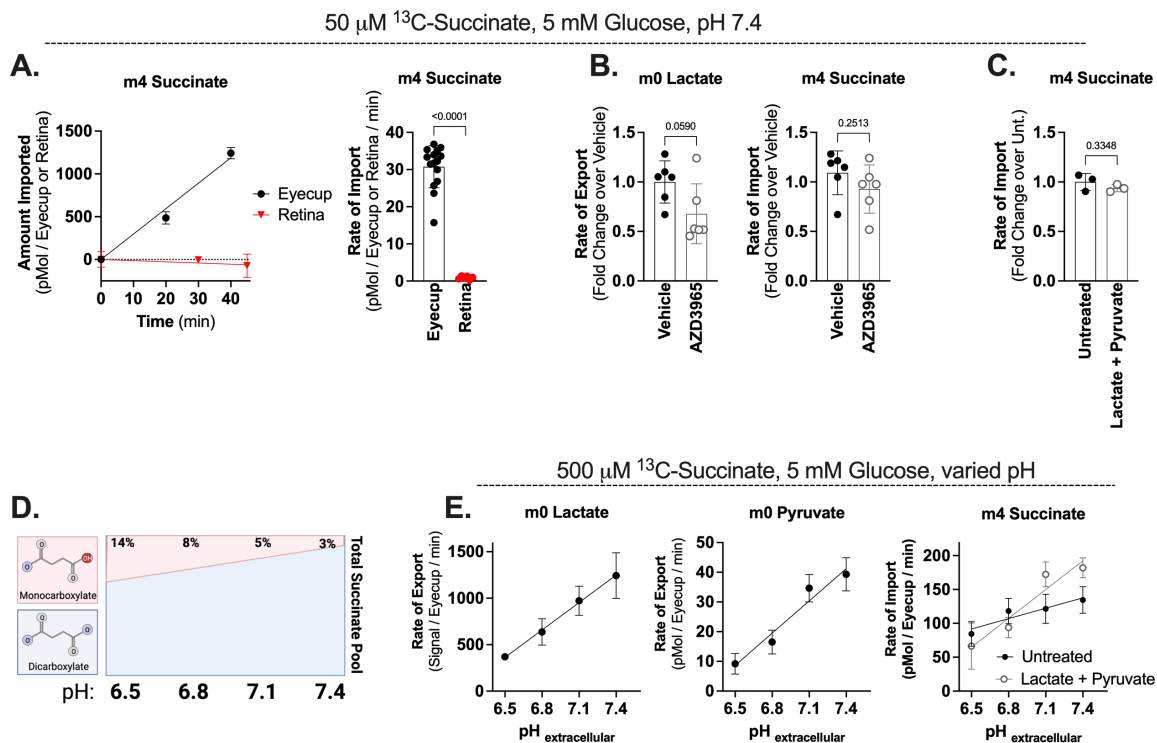 50 µM ¹³C-Succinate, 5 mM Glucose, pH 7.4
A.
m4 Succinate
Amount Imported
(pMol / Eyecup or Retina)
1500
1000
500
0
0
20
40
Time (min)
Eyecup
Retina
m4 Succinate
<0.0001
Rate of Import
(pMol / Eyecup or Retina / min)
40
30
20
10
0
Eyecup
Retina
B.
m0 Lactate
0.0590
Rate of Export
(Fold Change over Vehicle)
1.5
1.0
0.5
0.0
Vehicle
AZD3965
m4 Succinate
0.2513
Rate of Import
(Fold Change over Vehicle)
1.5
1.0
0.5
0.0
Vehicle
AZD3965
C.
m4 Succinate
0.3348
Rate of Import
(Fold Change over Unt.)
1.5
1.0
0.5
0.0
Untreated
Lactate + Pyruvate
500 µM ¹³C-Succinate, 5 mM Glucose, varied pH
D.
O
OH
O⁻
O
Monocarboxylate
O
O⁻
O⁻
O
Dicarboxylate
14%
8%
5%
3%
Total Succinate Pool
pH:
6.5
6.8
7.1
7.4
E.
m0 Lactate
Rate of Export
(Signal / Eyecup / min)
1500
1000
500
0
6.5
6.8
7.1
7.4
pH extracellular
m0 Pyruvate
Rate of Export
(pMol / Eyecup / min)
50
40
30
20
10
0
6.5
6.8
7.1
7.4
pH extracellular
m4 Succinate
Rate of Import
(pMol / Eyecup / min)
200
150
100
50
0
Untreated
Lactate + Pyruvate
6.5
6.8
7.1
7.4
pH extracellular